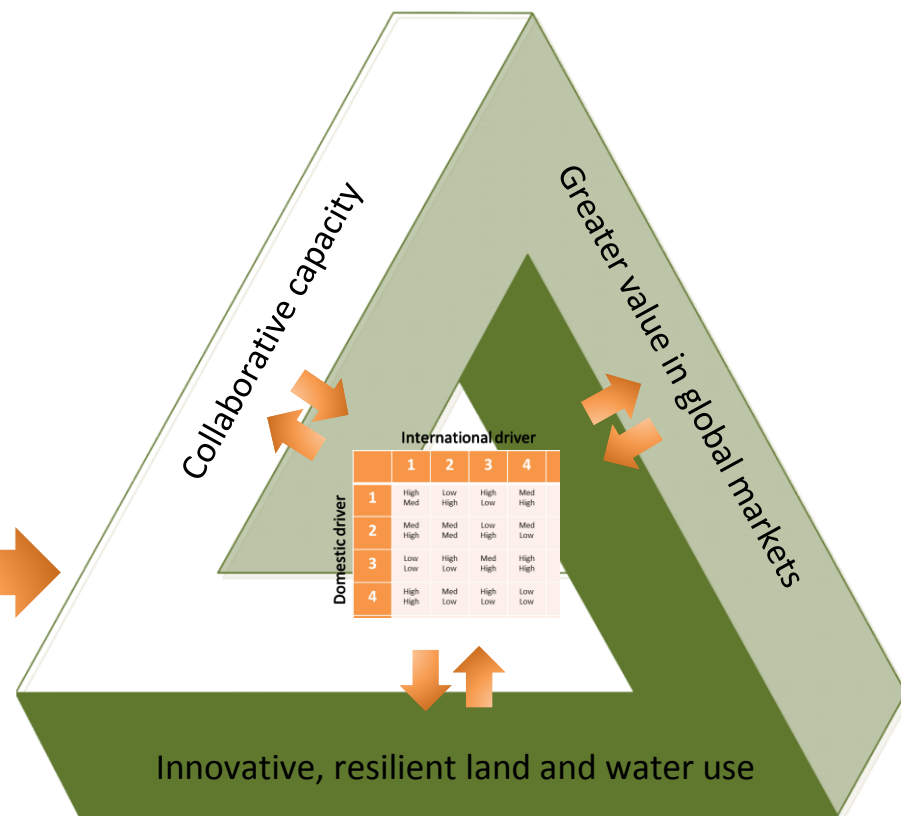 Collaborative capacity
Greater value in global markets
International driver
Domestic driver
1 2 3 4
1 High Med Low High High Low Med High
2 Med High Med Med Low High Med Low
3 Low Low High Low Med High High High
4 High High Med Low High Low Low Low
Innovative, resilient land and water use